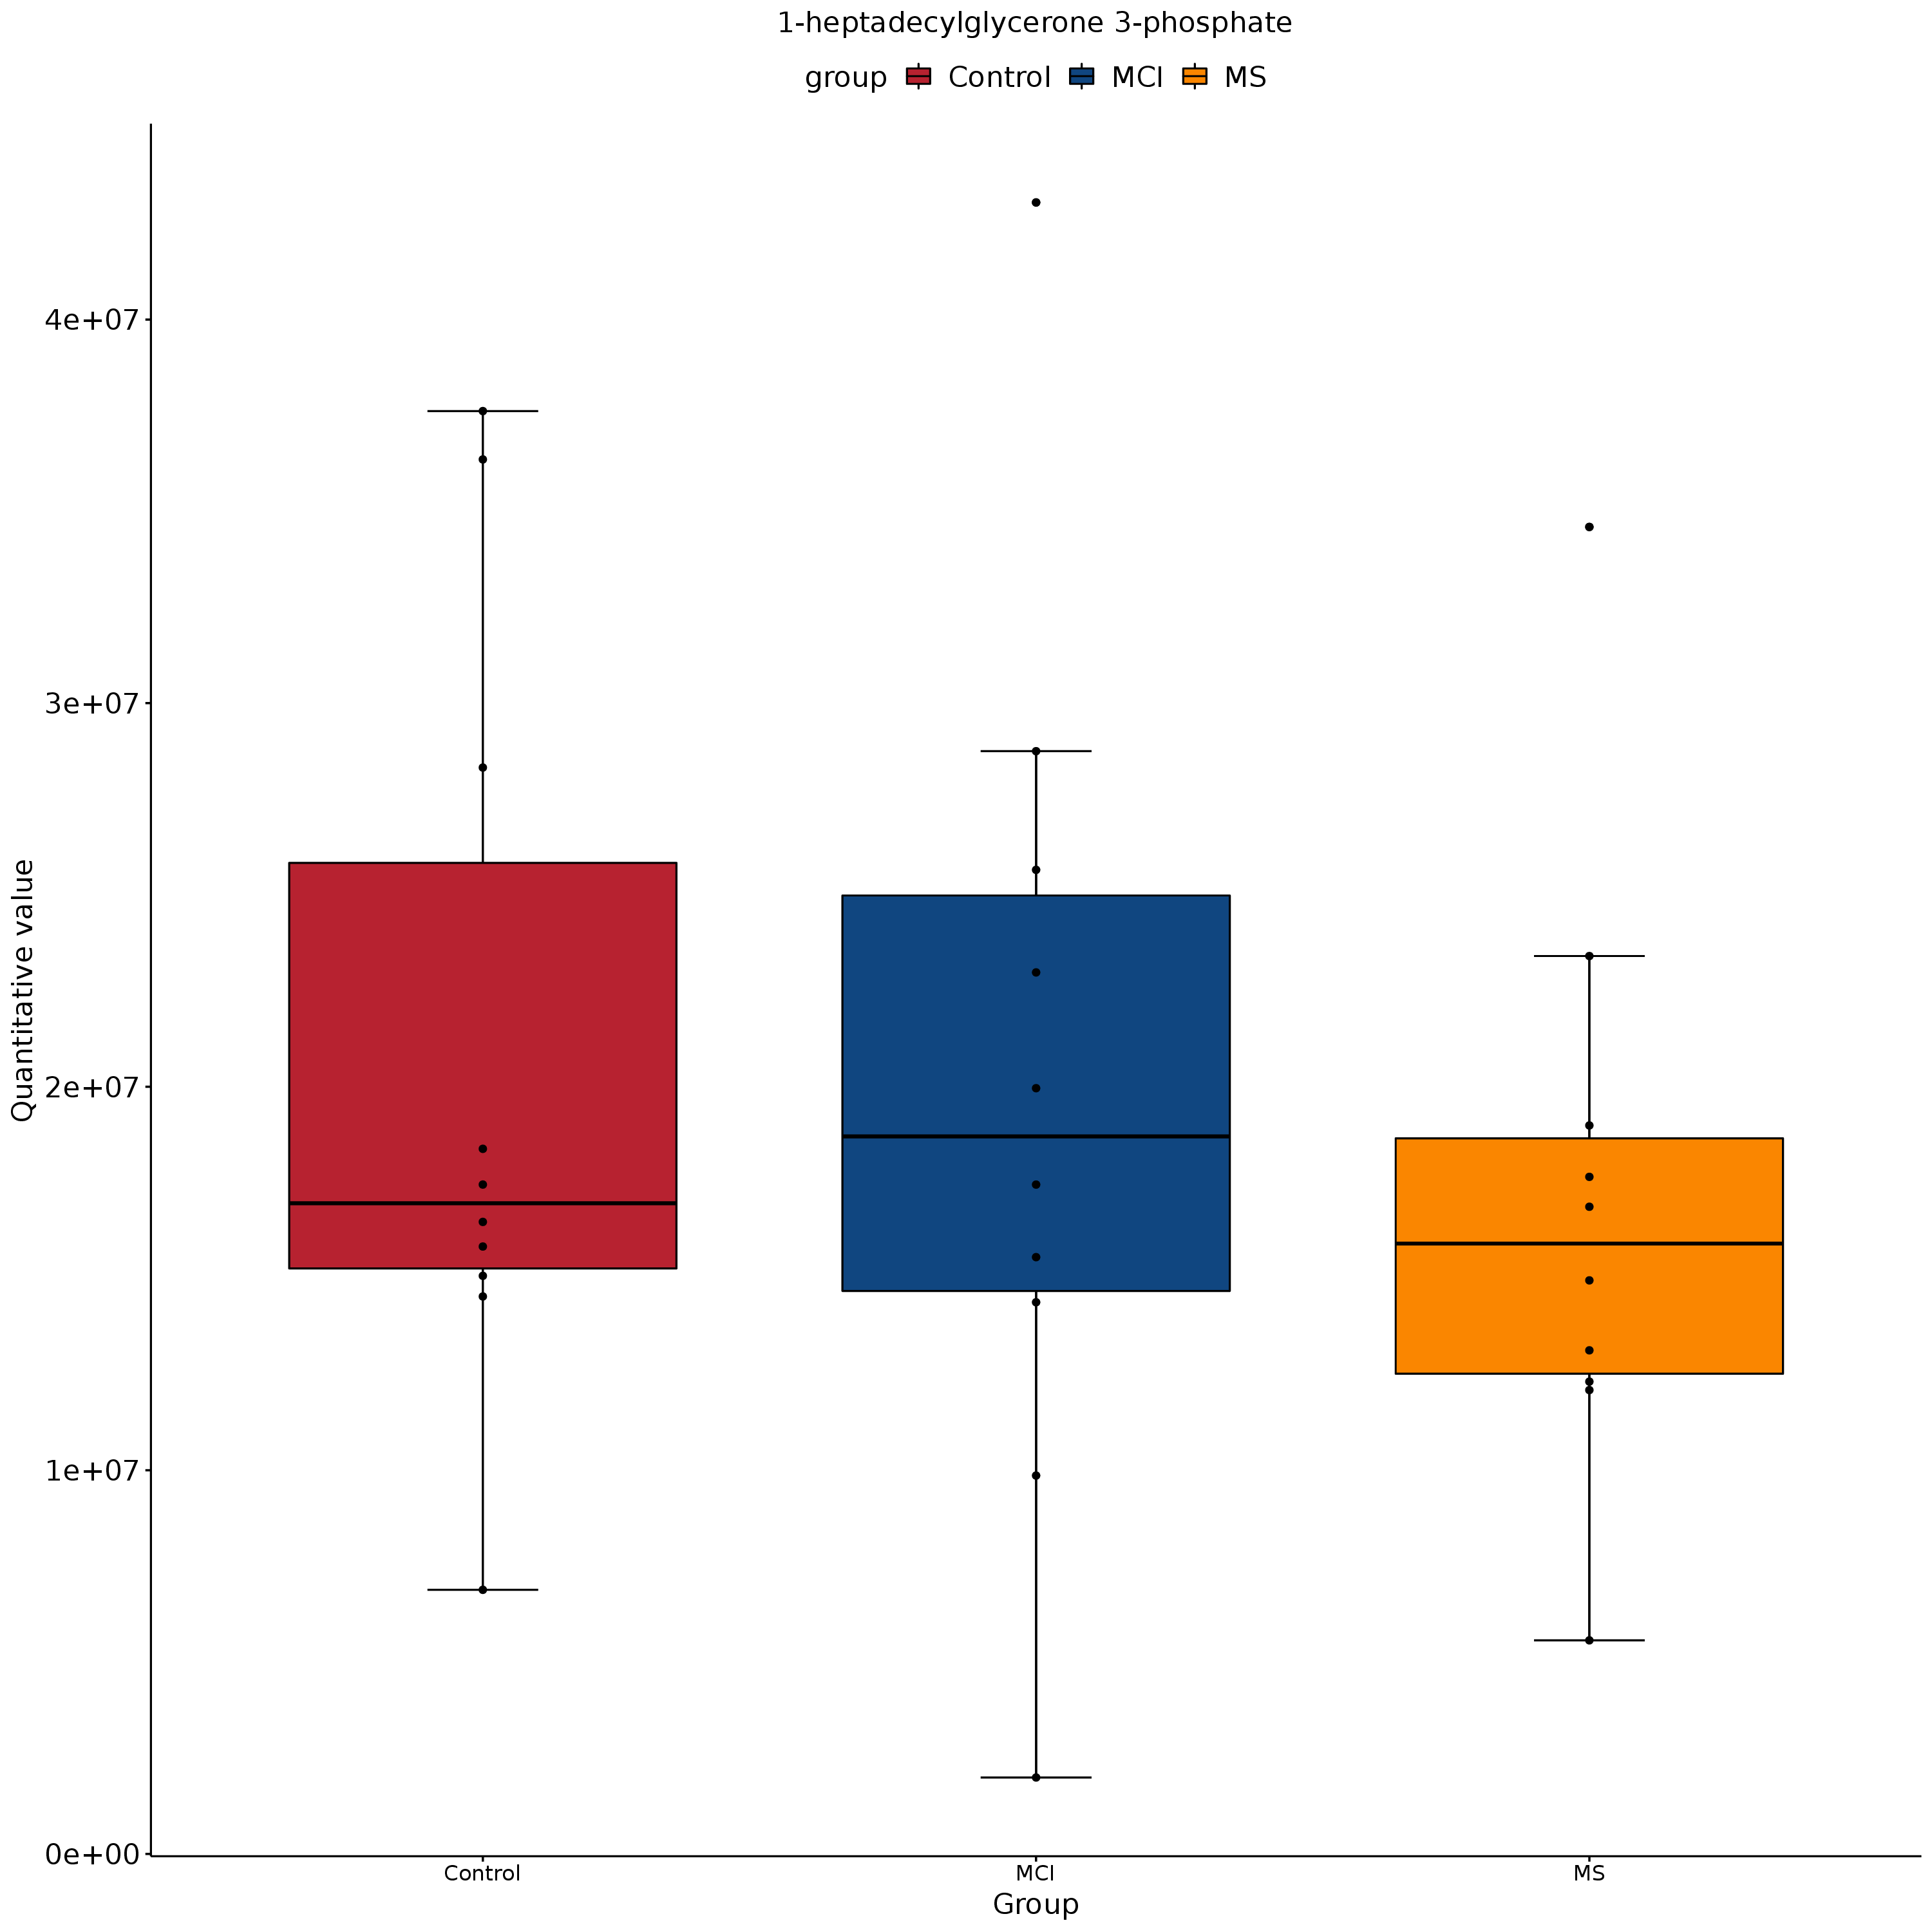 1-heptadecylglycerone 3-phosphate
group Control MCI MS
Quantitative value
4e+07
3e+07
2e+07
1e+07
0e+00
Control MCI MS
Group